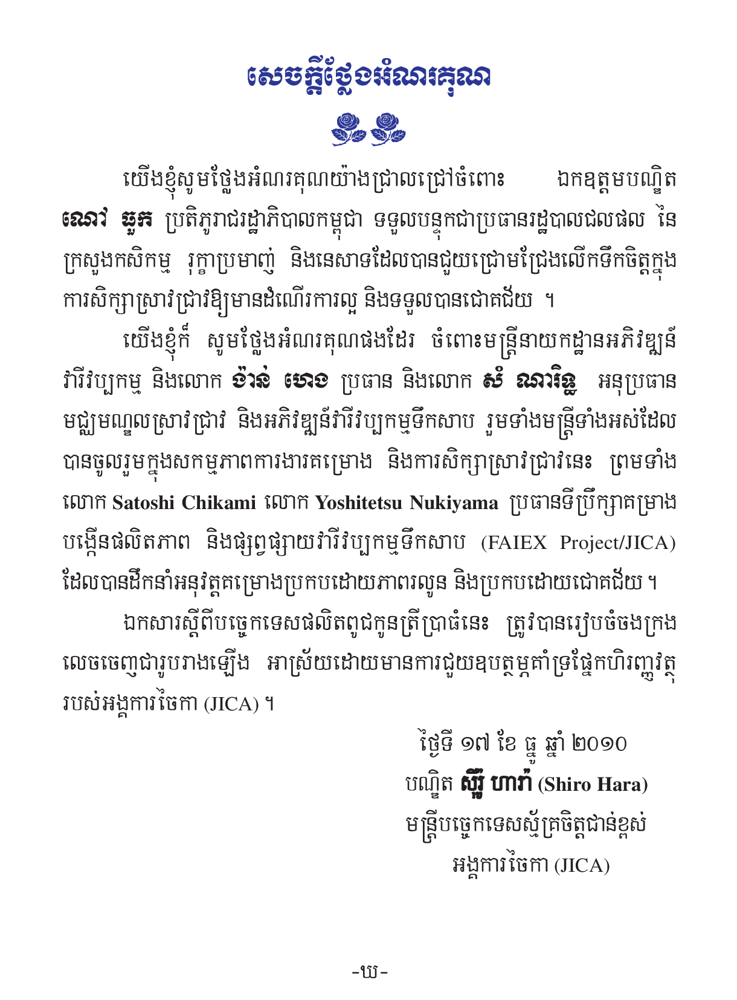 សេចក្តីថ្លែងអំណរគុណ
យើងខ្ញុំសូមថ្លែងអំណរគុណយ៉ាងជ្រាលជ្រៅចំពោះ ឯកឧត្តមបណ្ឌិត
ណៅ ធួក ប្រតិភូរាជរដ្ឋាភិបាលកម្ពុជា ទទួលបន្ទុកជាប្រធានរដ្ឋបាលជលផល នៃ
ក្រសួងកសិកម្ម រុក្ខាប្រមាញ់ និងនេសាទដែលបានជួយជ្រោមជ្រែងលើកទឹកចិត្តក្នុង
ការសិក្សាស្រាវជ្រាវឱ្យមានដំណើរការល្អ និងទទួលបានជោគជ័យ ។
យើងខ្ញុំក៏ សូមថ្លែងអំណរគុណផងដែរ ចំពោះមន្ត្រីនាយកដ្ឋានអភិវឌ្ឍន៍
វារីវប្បកម្ម និងលោក ង៉ាន់ ហេង ប្រធាន និងលោក សំ ណារិទ្ធ អនុប្រធាន
មជ្ឈមណ្ឌលស្រាវជ្រាវ និងអភិវឌ្ឍន៍វារីវប្បកម្មទឹកសាប រួមទាំងមន្ត្រីទាំងអស់ដែល
បានចូលរួមក្នុងសកម្មភាពការងារគម្រោង និងការសិក្សាស្រាវជ្រាវនេះ ព្រមទាំង
លោក Satoshi Chikami លោក Yoshitetsu Nukiyama ប្រធានទីប្រឹក្សាគម្រាង
បង្កើនផលិតភាព និងផ្សព្វផ្សាយវារីវប្បកម្មទឹកសាប (FAIEX Project/JICA)
ដែលបានដឹកនាំអនុវត្តគម្រោងប្រកបដោយភាពរលូន និងប្រកបដោយជោគជ័យ ។
ឯកសារស្តីពីបច្ចេកទេសផលិតពូជកូនត្រីប្រាធំនេះ ត្រូវបានរៀបចំចងក្រង
លេចចេញជារូបរាងឡើង អាស្រ័យដោយមានការជួយឧបត្ថម្ភគាំទ្រផ្នែកហិរញ្ញវត្ថុ
របស់អង្គការចៃកា (JICA) ។
ថ្ងៃទី ១៧ ខែ ធ្នូ ឆ្នាំ ២០១០
បណ្ឌិត ស៊ីរ៉ូ ហារ៉ា (Shiro Hara)
មន្ត្រីបច្ចេកទេសស្ម័គ្រចិត្តជាន់ខ្ពស់
អង្គការចៃកា (JICA)
-ឃ-